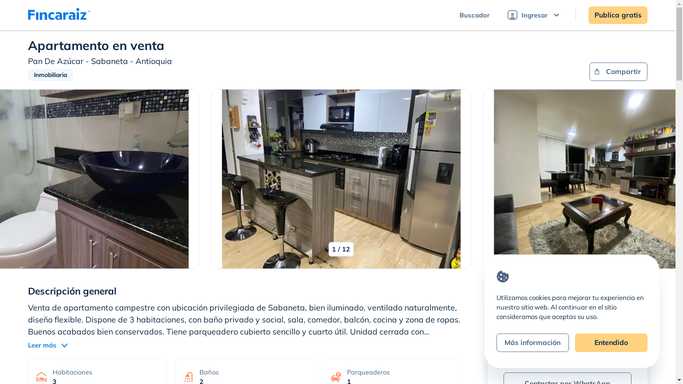 Fincaraiz
Buscador
Ingresar
Publica gratis
Apartamento en venta
Pan De Azúcar - Sabaneta - Antioquia
Inmobiliaria
Compartir
1 / 12
Descripción general
Venta de apartamento campestre con ubicación privilegiada de Sabaneta, bien iluminado, ventilado naturalmente,
diseño flexible. Dispone de 3 habitaciones, con baño privado y social, sala, comedor, balcón, cocina y zona de ropas.
Buenos acabados bien conservados. Tiene parqueadero cubierto sencillo y cuarto útil. Unidad cerrada con...
Leer más
Habitaciones
3
Baños
2
Parqueaderos
1
Utilizamos cookies para mejorar tu experiencia en
nuestro sitio web. Al continuar en el sitio
consideramos que aceptas su uso.
Más información
Entendido
Contactar por WhatsApp